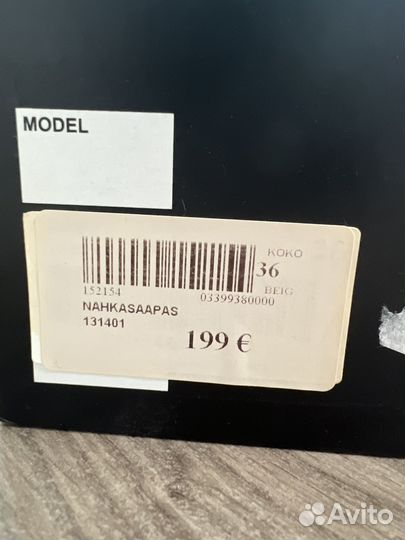 MODEL
KOKO
36
152154
03399380000
BEIG
NAHKASAAPAS
131401
199 €
Avito